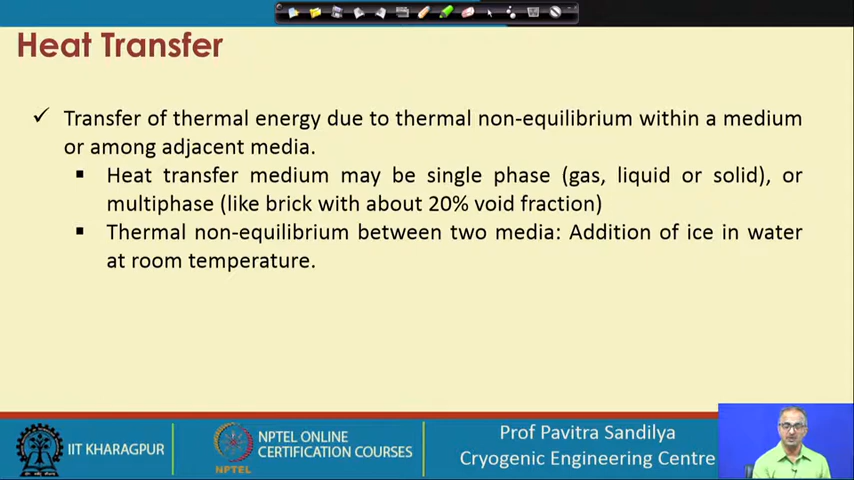 Heat Transfer
✓ Transfer of thermal energy due to thermal non-equilibrium within a medium
or among adjacent media.
▪ Heat transfer medium may be single phase (gas, liquid or solid), or
multiphase (like brick with about 20% void fraction)
▪ Thermal non-equilibrium between two media: Addition of ice in water
at room temperature.
IIT KHARAGPUR
NPTEL
NPTEL ONLINE
CERTIFICATION COURSES
Prof Pavitra Sandilya
Cryogenic Engineering Centre